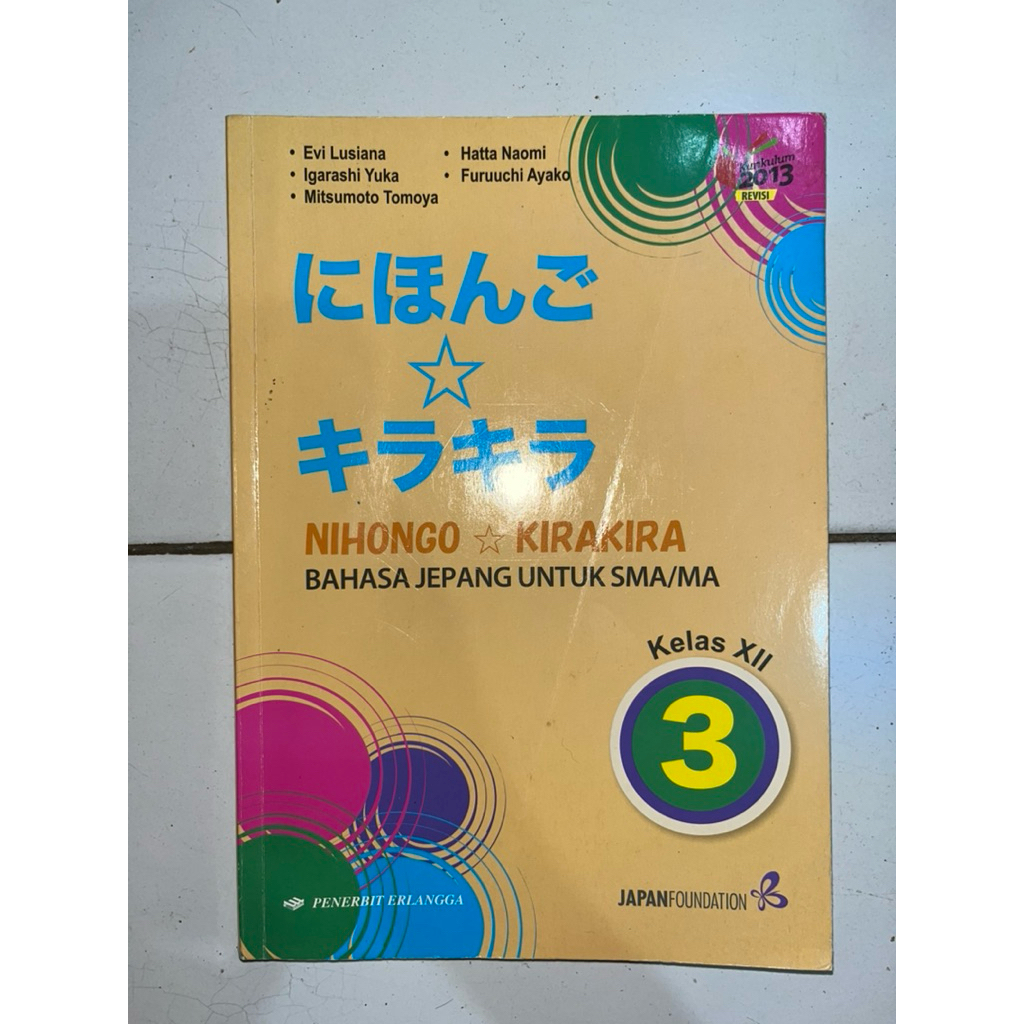 • Evi Lusiana
• Igarashi Yuka
• Mitsumoto Tomoya
• Hatta Naomi
• Furuuchi Ayako
Kurikulum
2013
REVISI
にほんご
☆
キラキラ
NIHONGO ☆ KIRAKIRA
BAHASA JEPANG UNTUK SMA/MA
Kelas XII
3
PENERBIT ERLANGGA
JAPANFOUNDATION